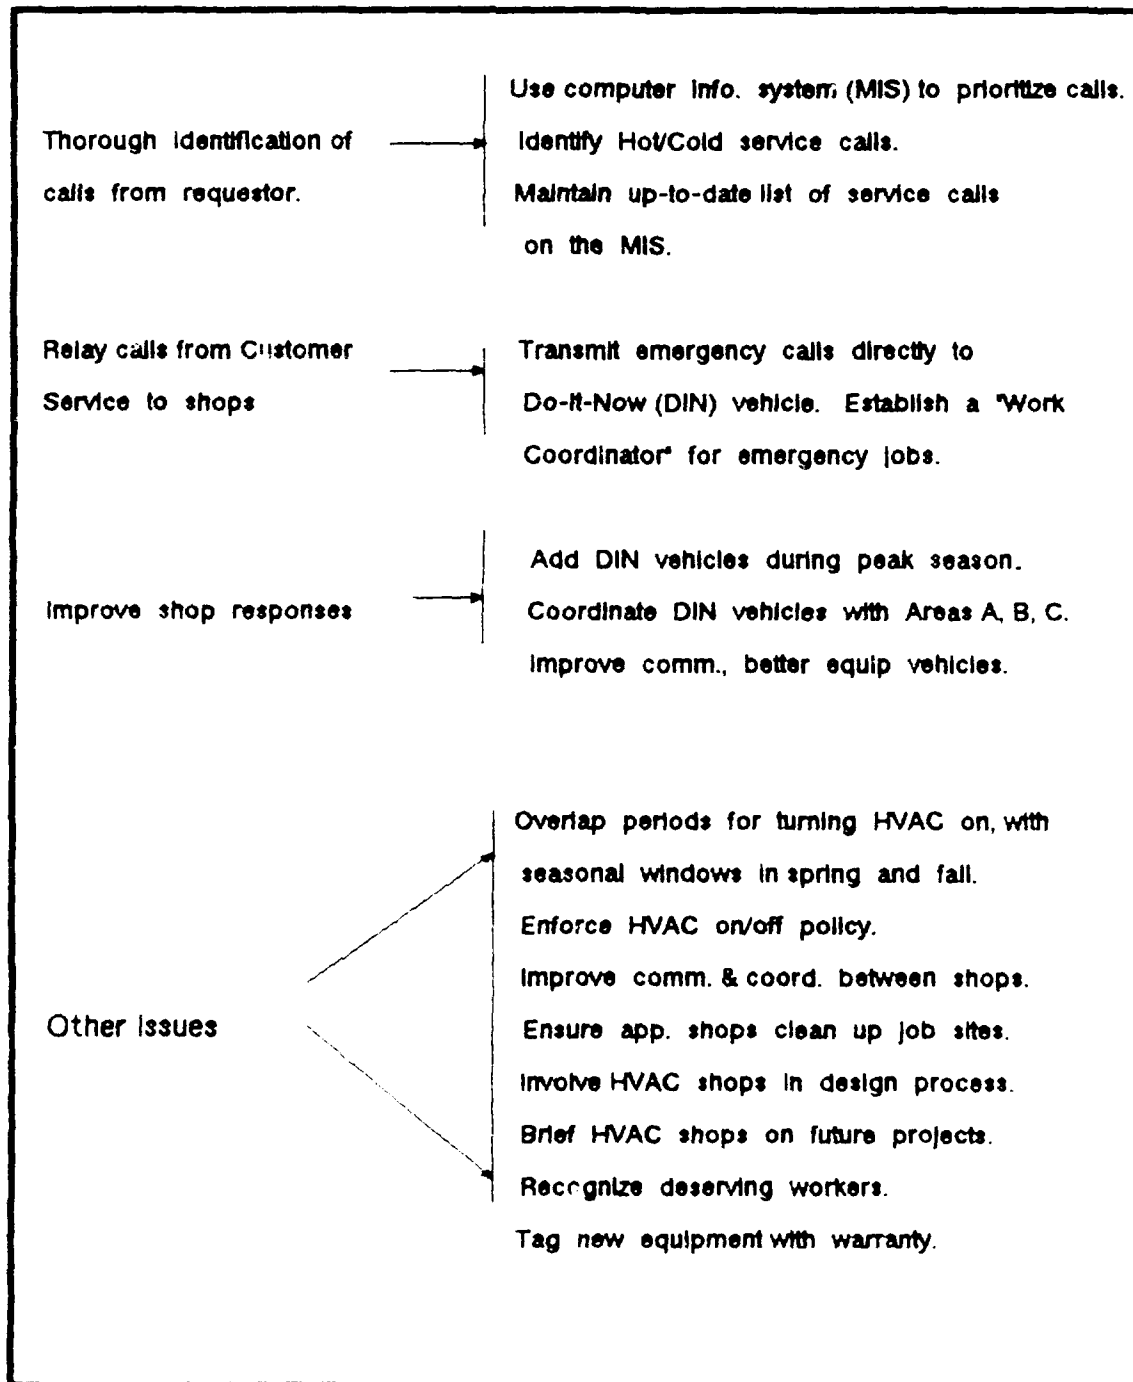 Thorough identification of
calls from requestor.
Use computer info. system (MIS) to prioritize calls.
Identify Hot/Cold service calls.
Maintain up-to-date list of service calls
on the MIS.
Relay calls from Customer
Service to shops
Transmit emergency calls directly to
Do-It-Now (DIN) vehicle. Establish a "Work
Coordinator" for emergency jobs.
Improve shop responses
Add DIN vehicles during peak season.
Coordinate DIN vehicles with Areas A, B, C.
Improve comm., better equip vehicles.
Other Issues
Overlap periods for turning HVAC on, with
seasonal windows in spring and fall.
Enforce HVAC on/off policy.
Improve comm. & coord. between shops.
Ensure app. shops clean up job sites.
Involve HVAC shops in design process.
Brief HVAC shops on future projects.
Recognize deserving workers.
Tag new equipment with warranty.